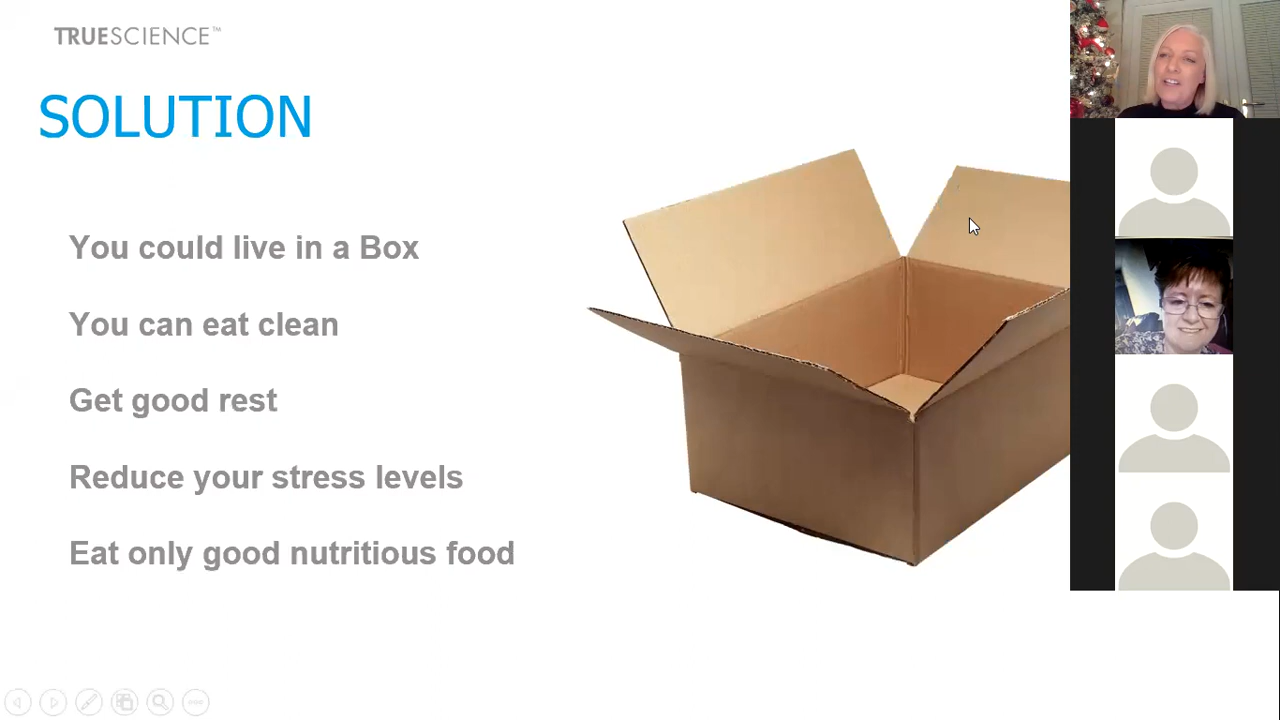 TRUESCIENCE™
SOLUTION
You could live in a Box
You can eat clean
Get good rest
Reduce your stress levels
Eat only good nutritious food